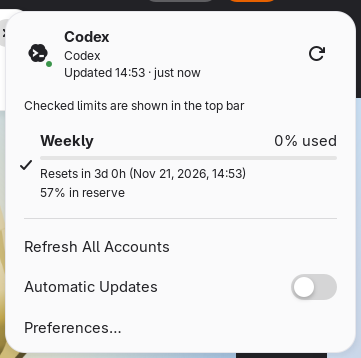 Codex
Codex
Updated 14:53 · just now
Checked limits are shown in the top bar
Weekly 0% used
Resets in 3d 0h (Nov 21, 2026, 14:53)
57% in reserve
Refresh All Accounts
Automatic Updates
Preferences...